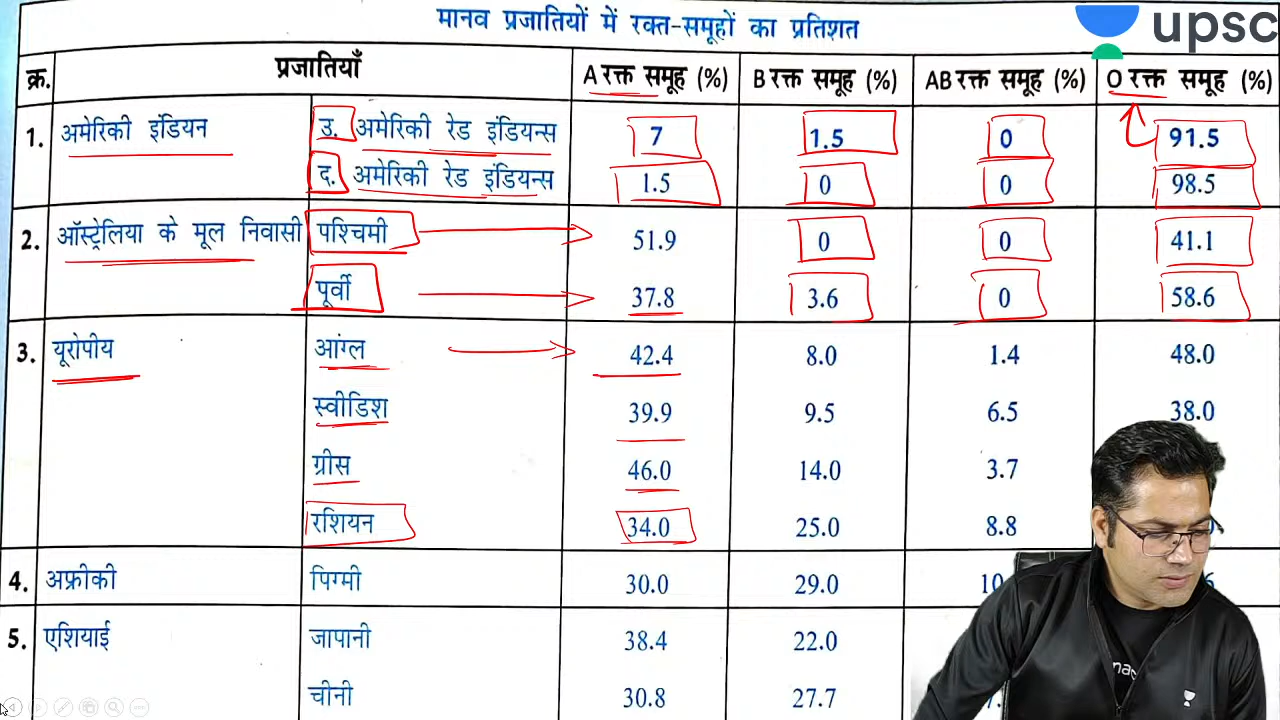 मानव प्रजातियों में रक्त-समूहों का प्रतिशत
upsc
क्र. प्रजातियाँ A रक्त समूह (%) B रक्त समूह (%) AB रक्त समूह (%) O रक्त समूह (%)
1. अमेरिकी इंडियन उ. अमेरिकी रेड इंडियन्स 7 1.5 0 91.5
द. अमेरिकी रेड इंडियन्स 1.5 0 0 98.5
2. ऑस्ट्रेलिया के मूल निवासी पश्चिमी 51.9 0 0 41.1
पूर्वी 37.8 3.6 0 58.6
3. यूरोपीय आंग्ल 42.4 8.0 1.4 48.0
स्वीडिश 39.9 9.5 6.5 38.0
ग्रीस 46.0 14.0 3.7
रशियन 34.0 25.0 8.8
4. अफ्रीकी पिग्मी 30.0 29.0
5. एशियाई जापानी 38.4 22.0
चीनी 30.8 27.7